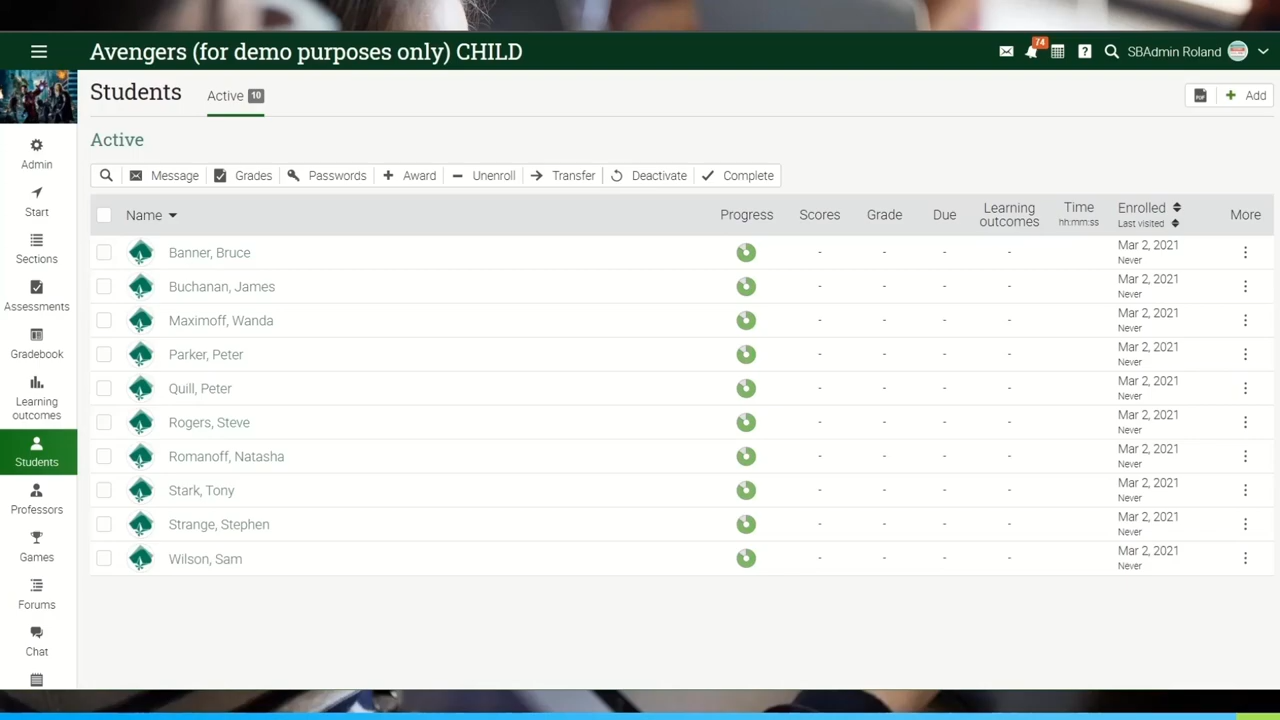 Avengers (for demo purposes only) CHILD
74
?
SBAdmin Roland
Students
Active 10
Add
Active
Message
Grades
Passwords
Award
Unenroll
Transfer
Deactivate
Complete
Name
Progress
Scores
Grade
Due
Learning
outcomes
Time
hh:mm:ss
Enrolled
Last visited
More
Banner, Bruce - - - - Mar 2, 2021
Never
Buchanan, James - - - - Mar 2, 2021
Never
Maximoff, Wanda - - - - Mar 2, 2021
Never
Parker, Peter - - - - Mar 2, 2021
Never
Quill, Peter - - - - Mar 2, 2021
Never
Rogers, Steve - - - - Mar 2, 2021
Never
Romanoff, Natasha - - - - Mar 2, 2021
Never
Stark, Tony - - - - Mar 2, 2021
Never
Strange, Stephen - - - - Mar 2, 2021
Never
Wilson, Sam - - - - Mar 2, 2021
Never
Admin
Start
Sections
Assessments
Gradebook
Learning
outcomes
Students
Professors
Games
Forums
Chat